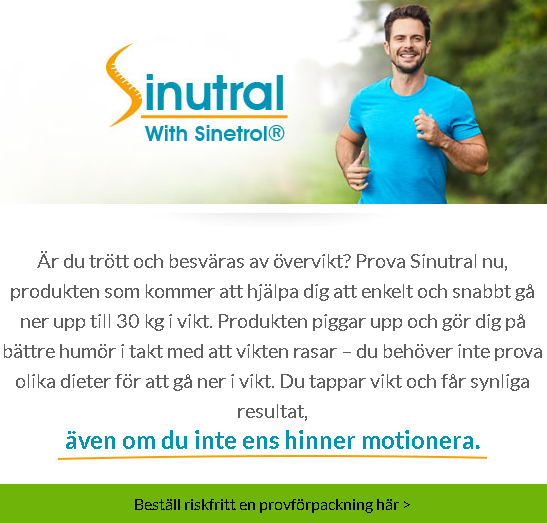 Sinutral
With Sinetrol®
Är du trött och besväras av övervikt? Prova Sinutral nu,
produkten som kommer att hjälpa dig att enkelt och snabbt gå
ner upp till 30 kg i vikt. Produkten piggar upp och gör dig på
bättre humör i takt med att vikten rasar – du behöver inte prova
olika dieter för att gå ner i vikt. Du tappar vikt och får synliga
resultat,
även om du inte ens hinner motionera.
Beställ riskfritt en provförpackning här >